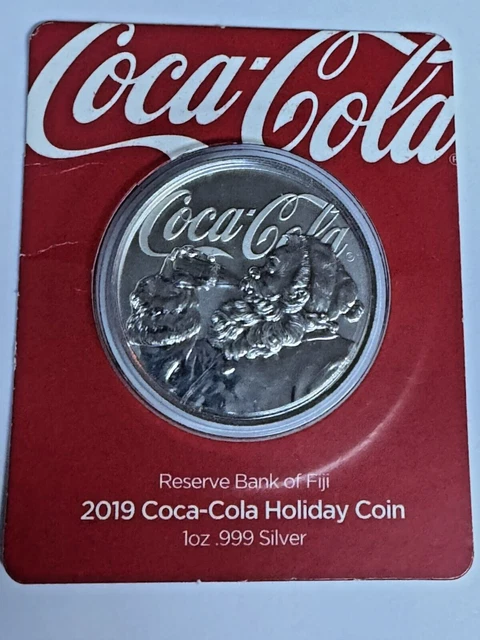 Coca-Cola
®
Coca-Cola
Reserve Bank of Fiji
2019 Coca-Cola Holiday Coin
1oz .999 Silver